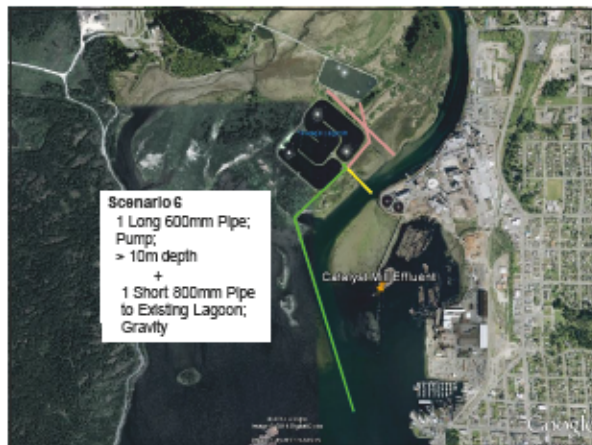 Scenario 6
1 Long 600mm Pipe;
Pump;
> 10m depth
+
1 Short 800mm Pipe
to Existing Lagoon;
Gravity
Catalyst Mill Effluent
Google